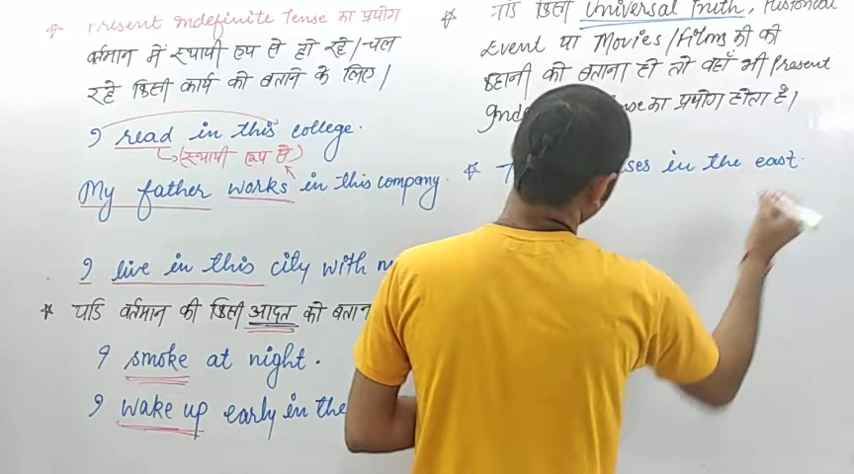 * Present Indefinite Tense का प्रयोग
वर्तमान में स्थायी रूप से हो रहे / चल
रहे किसी कार्य को बताने के लिए /
I read in this college.
(स्थायी रूप से)
My father works in this company.
I live in this city with
* यदि वर्तमान की किसी आदत को बताना
I smoke at night.
I wake up early in the
* किसी Universal Truth, Historical
Event या Movies / Films की
कहानी को बताना हो तो वहाँ भी Present
का प्रयोग होता है /
* in the east.